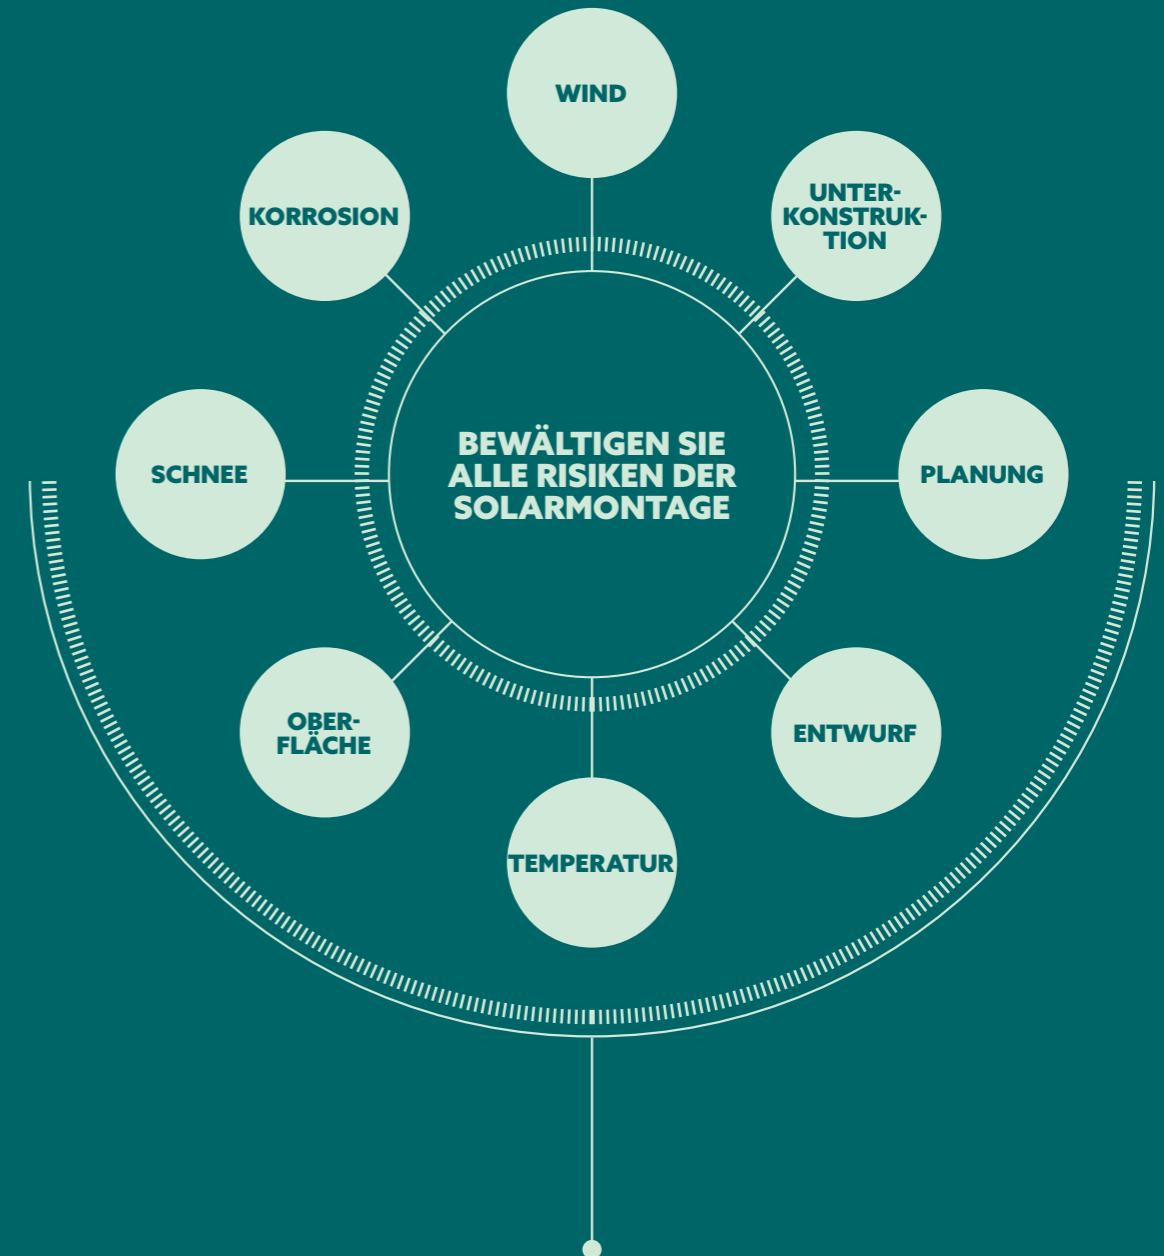 WIND
KORROSION
UNTER-
KONSTRUK-
TION
BEWÄLTIGEN SIE
ALLE RISIKEN DER
SOLARMONTAGE
SCHNEE
PLANUNG
OBER-
FLÄCHE
ENTWURF
TEMPERATUR